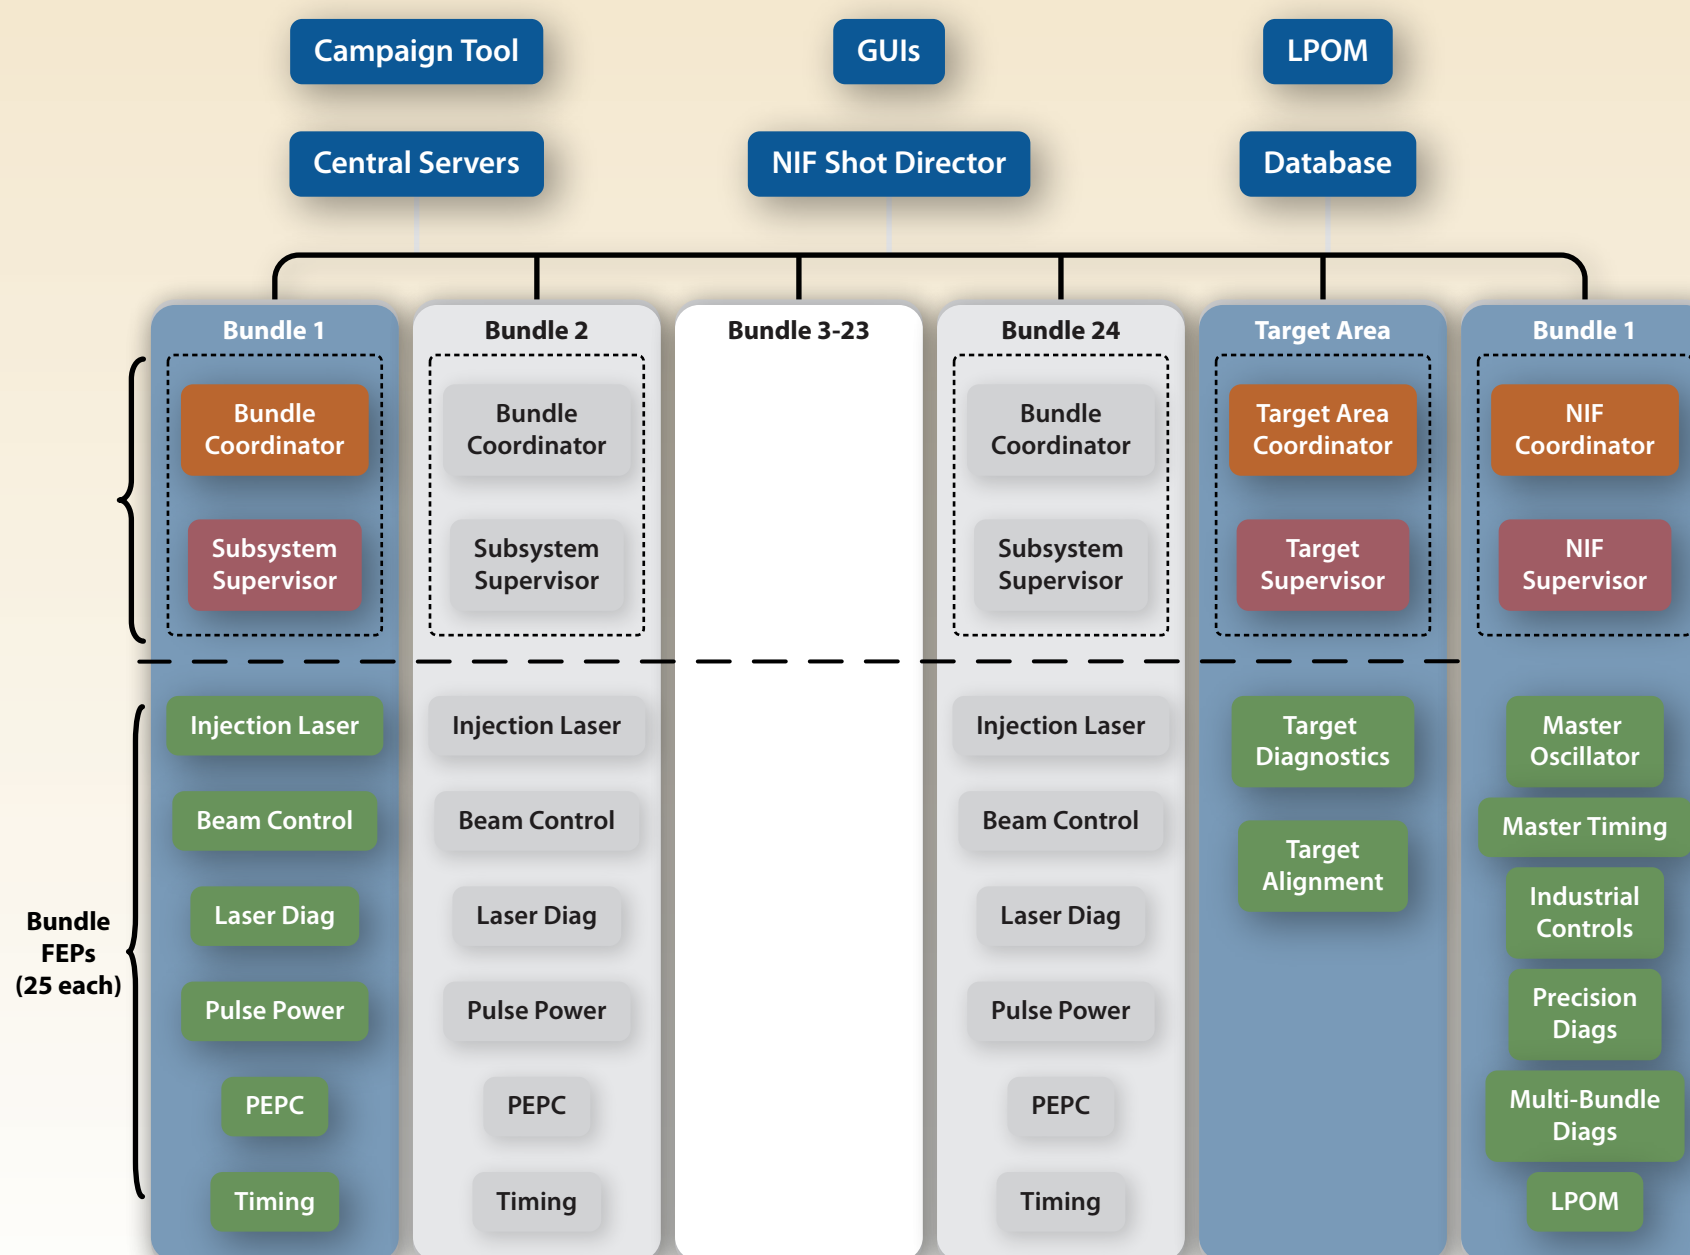 Campaign Tool
GUIs
LPOM
Central Servers
NIF Shot Director
Database
Bundle 1
Bundle
Coordinator
Subsystem
Supervisor
Bundle
FEPs
(25 each)
Injection Laser
Beam Control
Laser Diag
Pulse Power
PEPC
Timing
Bundle 2
Bundle
Coordinator
Subsystem
Supervisor
Injection Laser
Beam Control
Laser Diag
Pulse Power
PEPC
Timing
Bundle 3-23
Bundle 24
Bundle
Coordinator
Subsystem
Supervisor
Injection Laser
Beam Control
Laser Diag
Pulse Power
PEPC
Timing
Target Area
Target Area
Coordinator
Target
Supervisor
Target
Diagnostics
Target
Alignment
Bundle 1
NIF
Coordinator
NIF
Supervisor
Master
Oscillator
Master Timing
Industrial
Controls
Precision
Diags
Multi-Bundle
Diags
LPOM